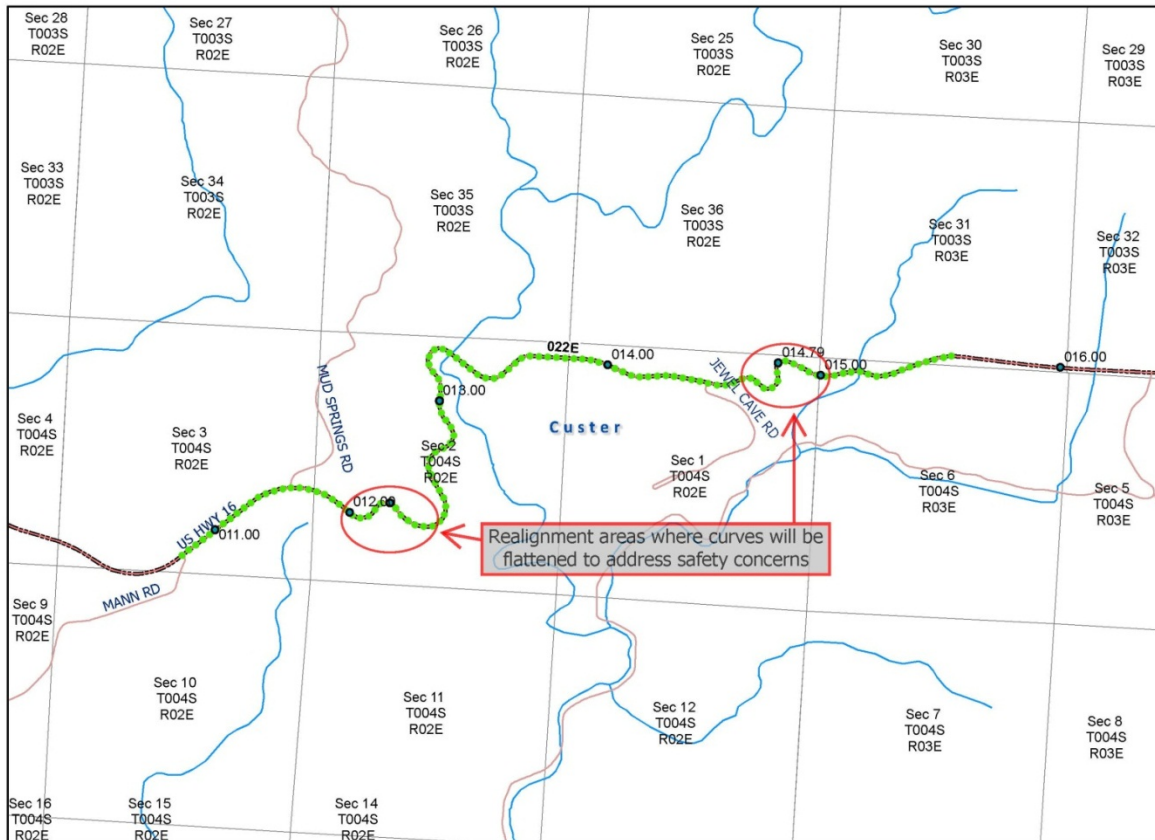 Sec 28
T003S
R02E
Sec 27
T003S
R02E
Sec 26
T003S
R02E
Sec 25
T003S
R02E
Sec 30
T003S
R03E
Sec 29
T003S
R03E
Sec 33
T003S
R02E
Sec 34
T003S
R02E
Sec 35
T003S
R02E
Sec 36
T003S
R02E
Sec 31
T003S
R03E
Sec 32
T003S
R03E
022E
014.00
014.79
015.00
016.00
JEWEL CAVE RD
MUD SPRINGS RD
013.00
Custer
Sec 4
T004S
R02E
Sec 3
T004S
R02E
Sec 2
T004S
R02E
Sec 1
T004S
R02E
Sec 6
T004S
R03E
Sec 5
T004S
R03E
012.00
US HWY 16
011.00
Realignment areas where curves will be
flattened to address safety concerns
MANN RD
Sec 9
T004S
R02E
Sec 10
T004S
R02E
Sec 11
T004S
R02E
Sec 12
T004S
R02E
Sec 7
T004S
R03E
Sec 8
T004S
R03E
Sec 16
T004S
R02E
Sec 15
T004S
R02E
Sec 14
T004S
R02E